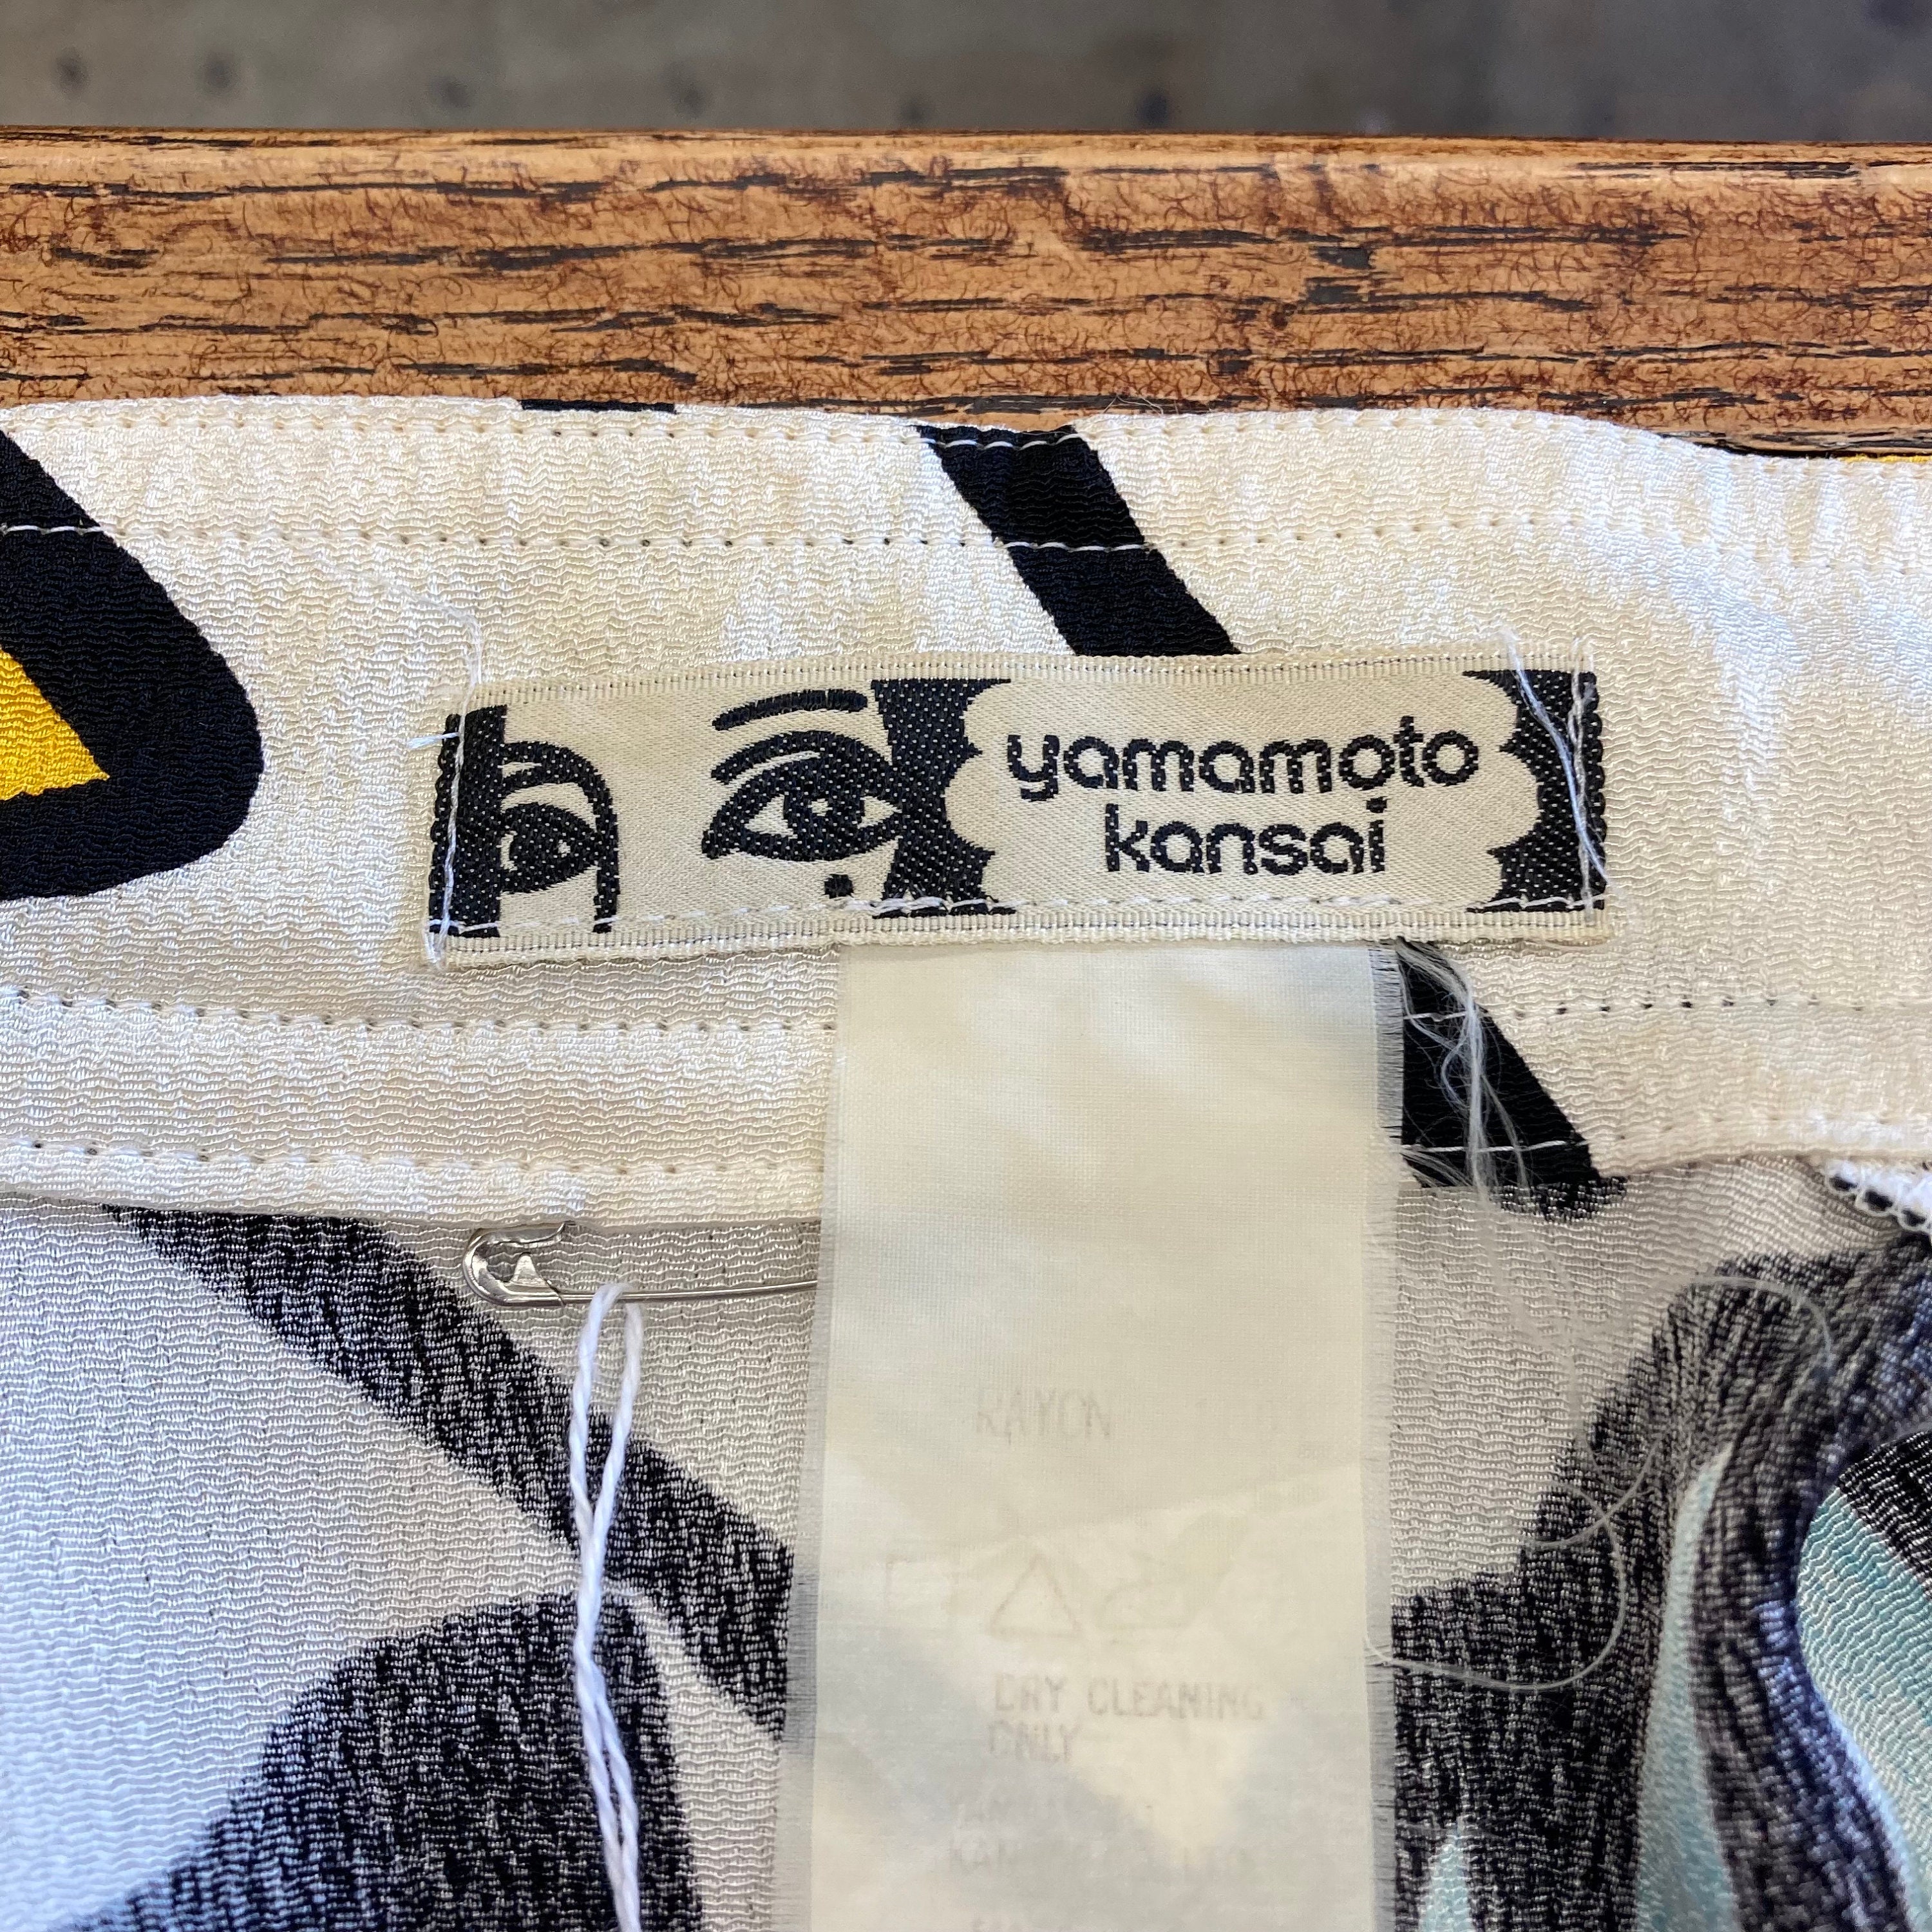 yamamoto
kansai
RAYON
DRY CLEANING
ONLY